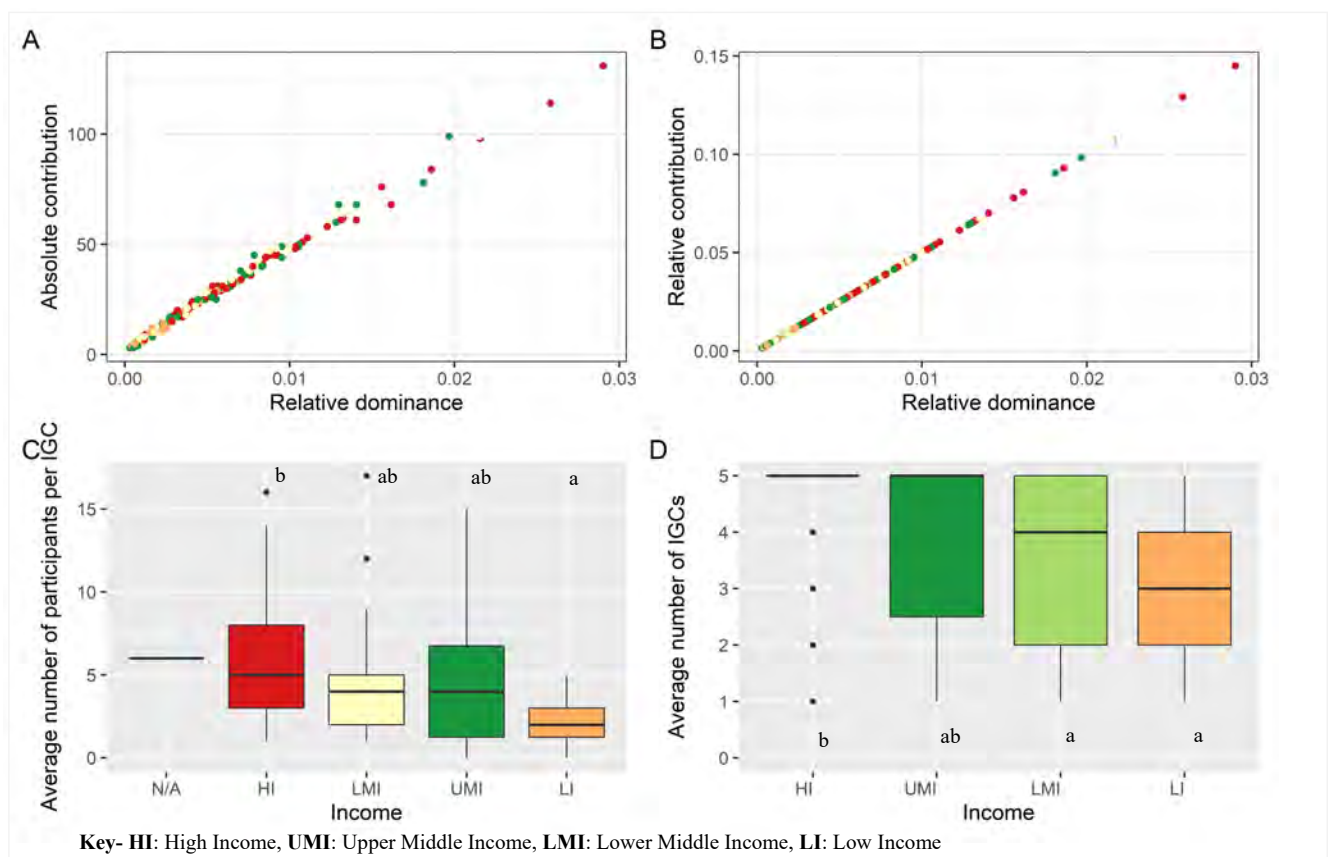 A
Absolute contribution
100
50
0
0.00 0.01 0.02 0.03
Relative dominance
B
Relative contribution
0.15
0.10
0.05
0.00
0.00 0.01 0.02 0.03
Relative dominance
C
Average number of participants per IGC
15
10
5
0
b ab ab a
N/A HI LMI UMI LI
Income
D
Average number of IGCs
5
4
3
2
1
0
b ab a a
HI UMI LMI LI
Income
Key- HI: High Income, UMI: Upper Middle Income, LMI: Lower Middle Income, LI: Low Income